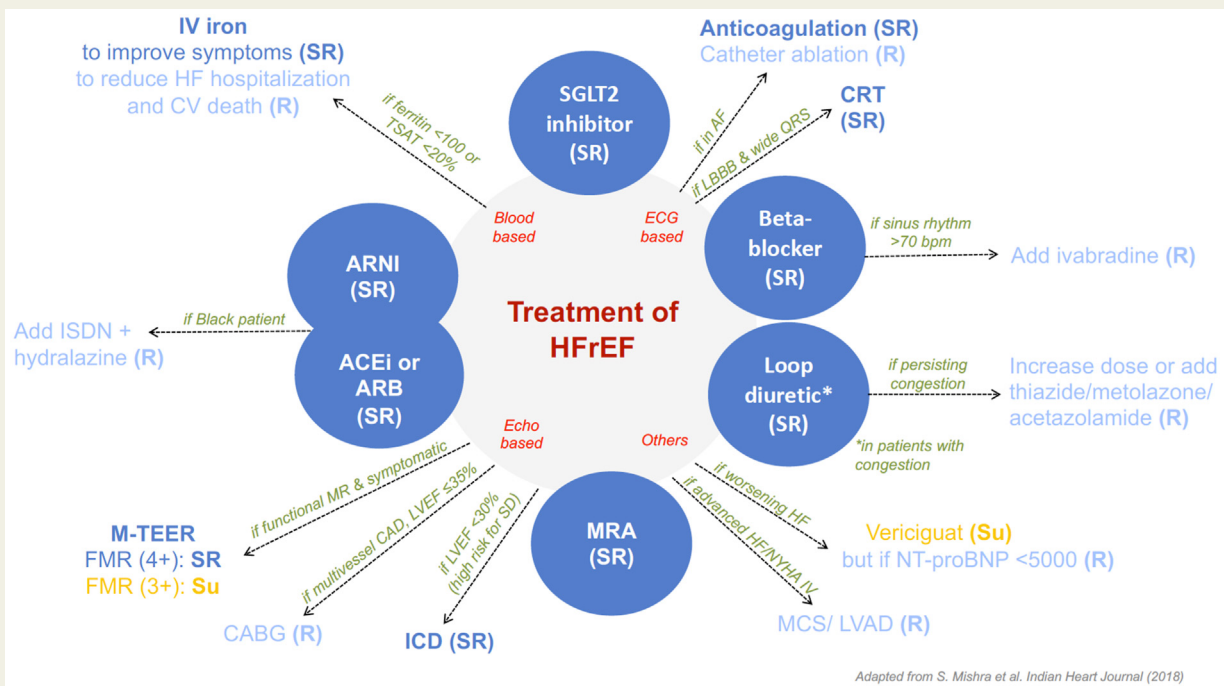 IV iron
to improve symptoms (SR)
to reduce HF hospitalization
and CV death (R)
if ferritin <100 or
TSAT <20%
Blood
based
SGLT2
inhibitor
(SR)
Anticoagulation (SR)
Catheter ablation (R)
if in AF
CRT
(SR)
if LBBB & wide QRS
ECG
based
Beta-
blocker
(SR)
if sinus rhythm
>70 bpm
Add ivabradine (R)
ARNI
(SR)
ACEi or
ARB
(SR)
if Black patient
Add ISDN +
hydralazine (R)
Treatment of
HFrEF
Loop
diuretic*
(SR)
if persisting
congestion
Increase dose or add
thiazide/metolazone/
acetazolamide (R)
*in patients with
congestion
Echo
based
Others
if functional MR & symptomatic
M-TEER
FMR (4+): SR
FMR (3+): Su
if multivessel CAD, LVEF ≤35%
CABG (R)
if LVEF <30%
(high risk for SD)
ICD (SR)
MRA
(SR)
if worsening HF
Vericiguat (Su)
but if NT-proBNP <5000 (R)
if advanced HF/NYHA IV
MCS/ LVAD (R)
Adapted from S. Mishra et al. Indian Heart Journal (2018)